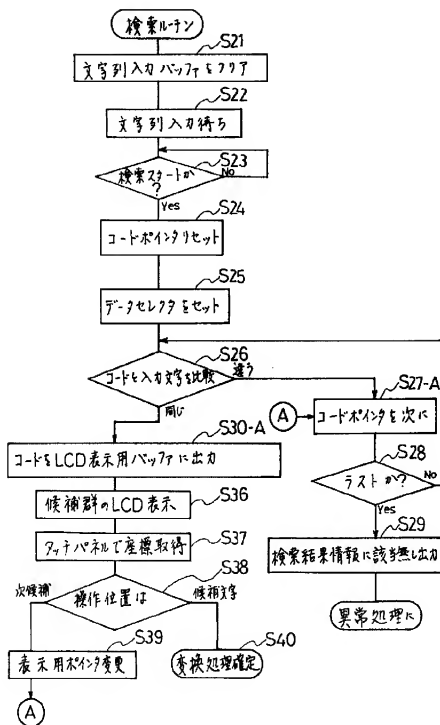 検索ルーチン
S21
文字列入力バッファをクリア
S22
文字列入力待ち
S23
検索スタートか
?
No
Yes
S24
コードポインタリセット
S25
データセレクタをセット
S26
コードと入力文字を比較
違う
同じ
S27-A
A
コードポインタを次に
S28
ラストか?
No
Yes
S29
検索結果情報に該当無し出力
異常処理に
S30-A
コードをLCD表示用バッファに出力
S36
候補群のLCD表示
S37
タッチパネルで座標取得
S38
操作位置は
次候補
候補文字
S39
表示用ポインタ変更
S40
変換処理確定
A